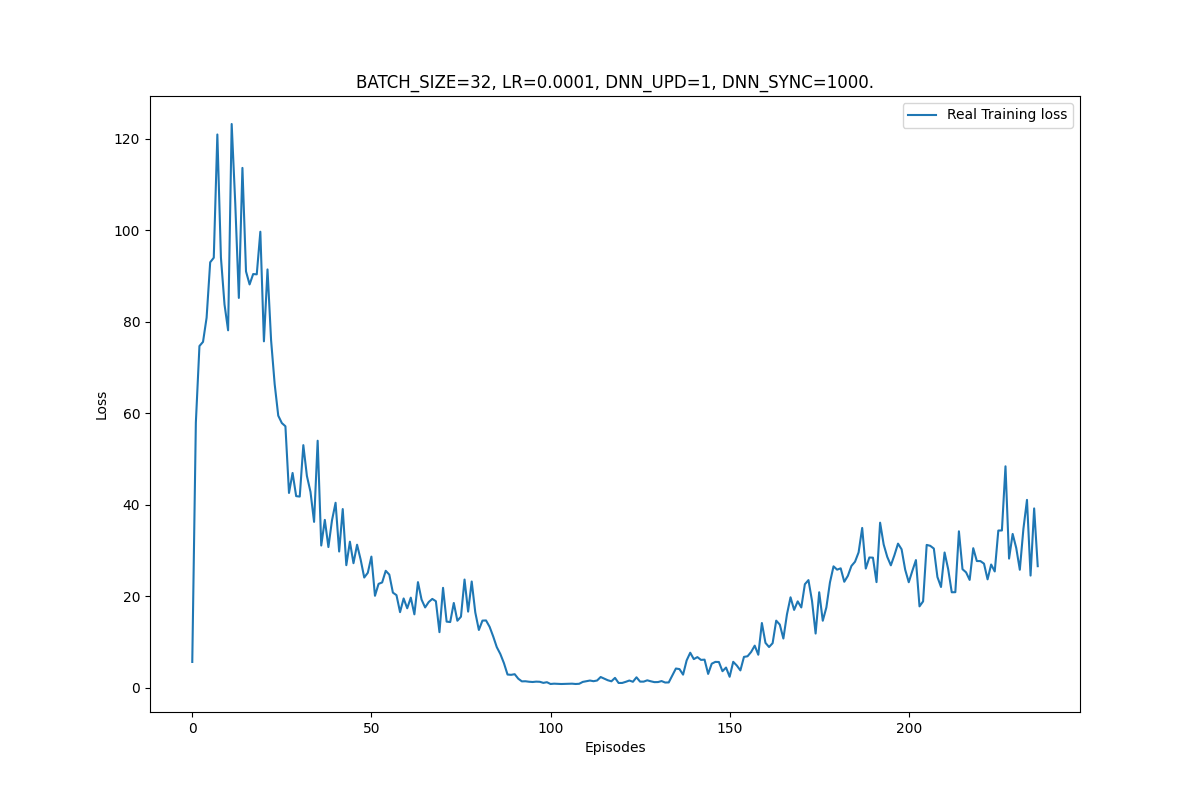 BATCH_SIZE=32, LR=0.0001, DNN_UPD=1, DNN_SYNC=1000.
Real Training loss
120
100
80
60
40
20
0
Loss
0 50 100 150 200
Episodes